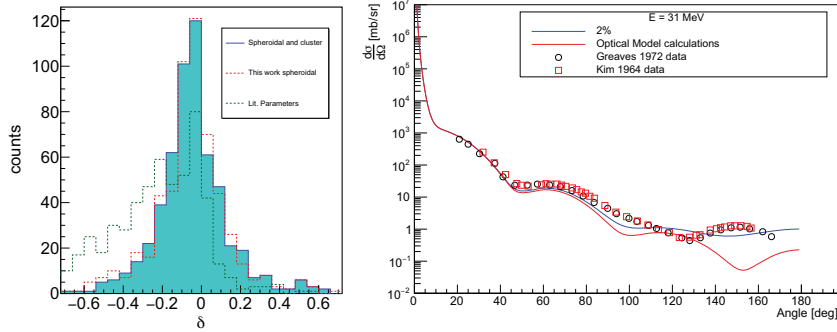 120
100
80
60
40
20
0
counts
−0.6 −0.4 −0.2 0 0.2 0.4 0.6
δ
Spheroidal and cluster
This work spheroidal
Lit. Parameters
dσ/dΩ [mb/sr]
10⁷
10⁶
10⁵
10⁴
10³
10²
10
1
10⁻¹
10⁻²
E = 31 MeV
2%
Optical Model calculations
Greaves 1972 data
Kim 1964 data
0 20 40 60 80 100 120 140 160 180
Angle [deg]